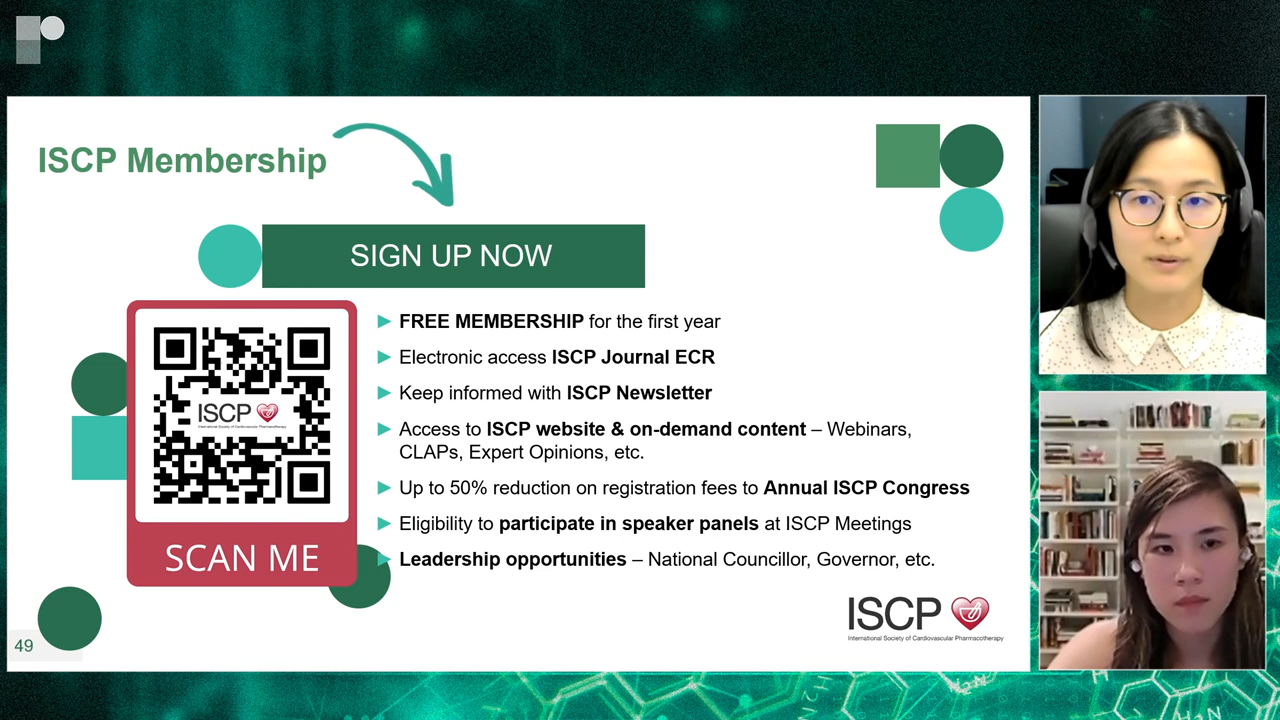 ISCP Membership
SIGN UP NOW
ISCP
International Society of Cardiovascular Pharmacotherapy
SCAN ME
FREE MEMBERSHIP for the first year
Electronic access ISCP Journal ECR
Keep informed with ISCP Newsletter
Access to ISCP website & on-demand content – Webinars,
CLAPs, Expert Opinions, etc.
Up to 50% reduction on registration fees to Annual ISCP Congress
Eligibility to participate in speaker panels at ISCP Meetings
Leadership opportunities – National Councillor, Governor, etc.
ISCP
International Society of Cardiovascular Pharmacotherapy
49